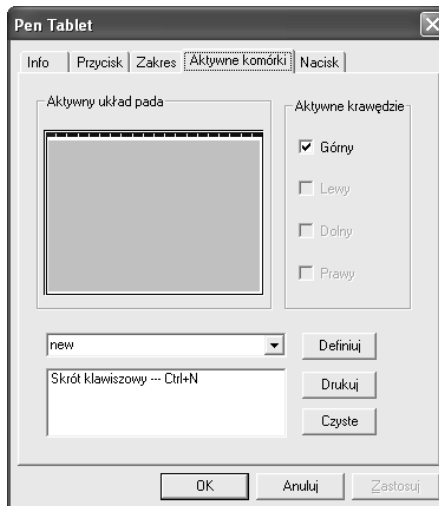 Pen Tablet
Info Przycisk Zakres Aktywne komórki Nacisk
Aktywny układ pada
Aktywne krawędzie
Górny
Lewy
Dolny
Prawy
new
Definiuj
Skrót klawiszowy --- Ctrl+N
Drukuj
Czyste
OK Anuluj Zastosuj